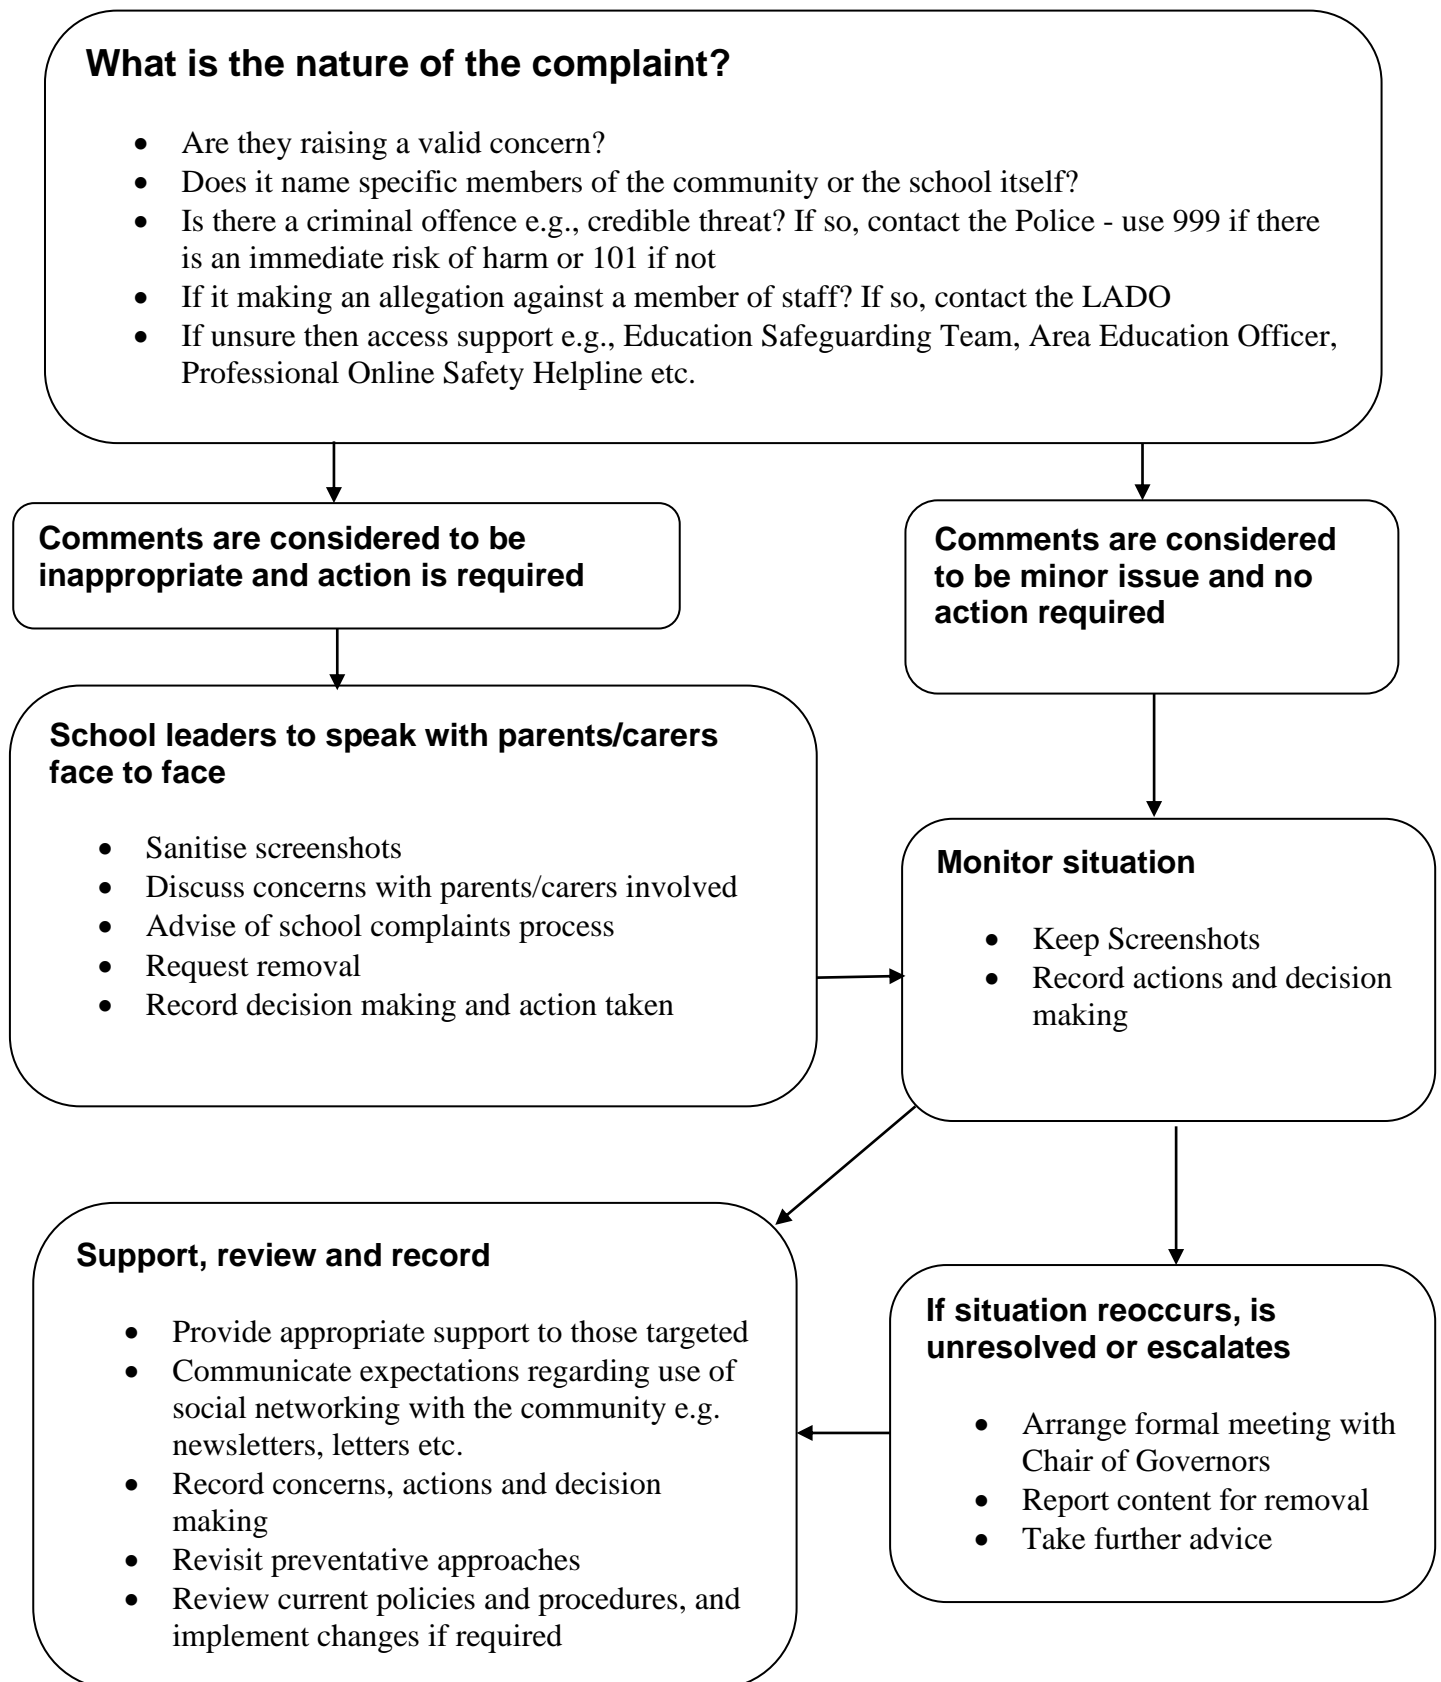 What is the nature of the complaint?
• Are they raising a valid concern?
• Does it name specific members of the community or the school itself?
• Is there a criminal offence e.g., credible threat? If so, contact the Police - use 999 if there
is an immediate risk of harm or 101 if not
• If it making an allegation against a member of staff? If so, contact the LADO
• If unsure then access support e.g., Education Safeguarding Team, Area Education Officer,
Professional Online Safety Helpline etc.
Comments are considered to be
inappropriate and action is required
Comments are considered
to be minor issue and no
action required
School leaders to speak with parents/carers
face to face
• Sanitise screenshots
• Discuss concerns with parents/carers involved
• Advise of school complaints process
• Request removal
• Record decision making and action taken
Monitor situation
• Keep Screenshots
• Record actions and decision
making
Support, review and record
• Provide appropriate support to those targeted
• Communicate expectations regarding use of
social networking with the community e.g.
newsletters, letters etc.
• Record concerns, actions and decision
making
• Revisit preventative approaches
• Review current policies and procedures, and
implement changes if required
If situation reoccurs, is
unresolved or escalates
• Arrange formal meeting with
Chair of Governors
• Report content for removal
• Take further advice